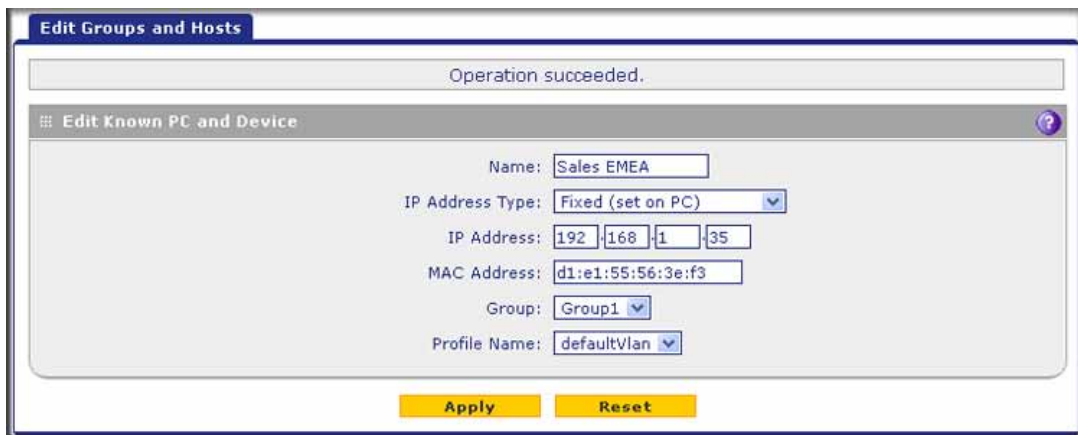 Edit Groups and Hosts
Operation succeeded.
Edit Known PC and Device
?
Name: Sales EMEA
IP Address Type: Fixed (set on PC)
IP Address: 192 . 168 . 1 . 35
MAC Address: d1:e1:55:56:3e:f3
Group: Group1
Profile Name: defaultVlan
Apply Reset